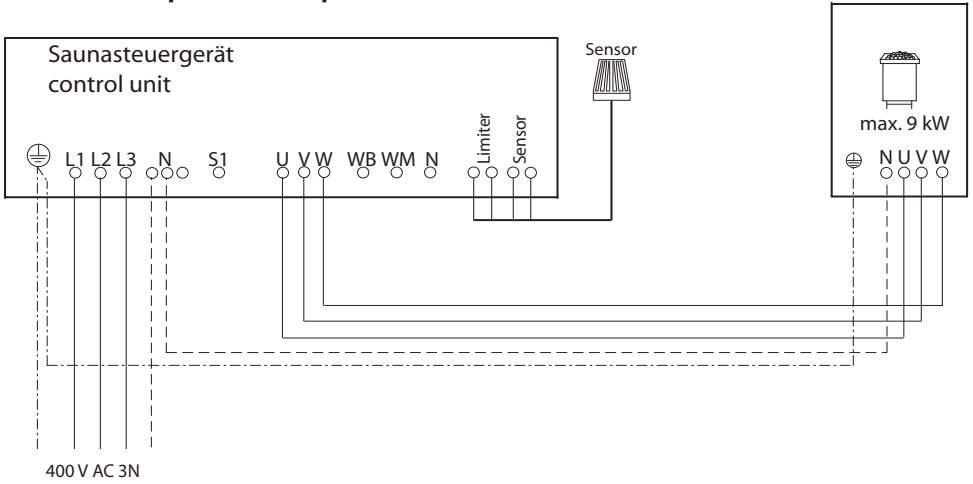 Saunasteuergerät
control unit
Sensor
max. 9 kW
L1 L2 L3 N S1 U V W WB WM N Limiter Sensor
N U V W
400 V AC 3N